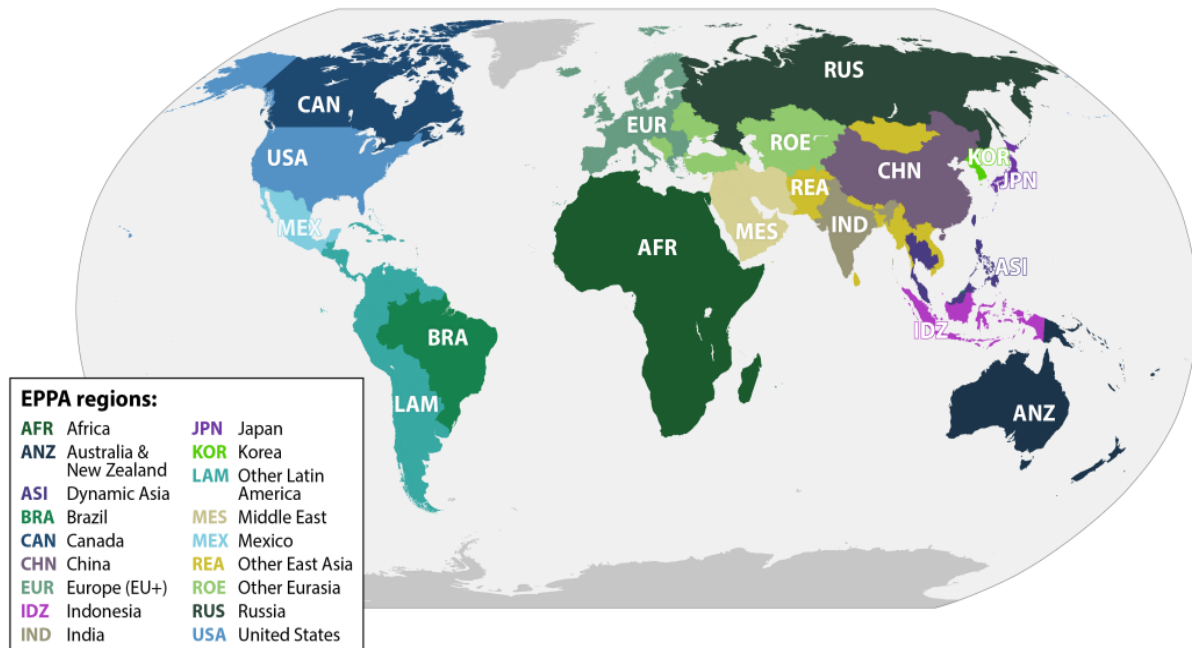 RUS
CAN
EUR
USA
ROE
KOR
CHN
JPN
REA
MEX
MES
IND
AFR
ASI
IDZ
BRA
LAM
ANZ
EPPA regions:
AFR Africa
ANZ Australia &
New Zealand
ASI Dynamic Asia
BRA Brazil
CAN Canada
CHN China
EUR Europe (EU+)
IDZ Indonesia
IND India
JPN Japan
KOR Korea
LAM Other Latin
America
MES Middle East
MEX Mexico
REA Other East Asia
ROE Other Eurasia
RUS Russia
USA United States